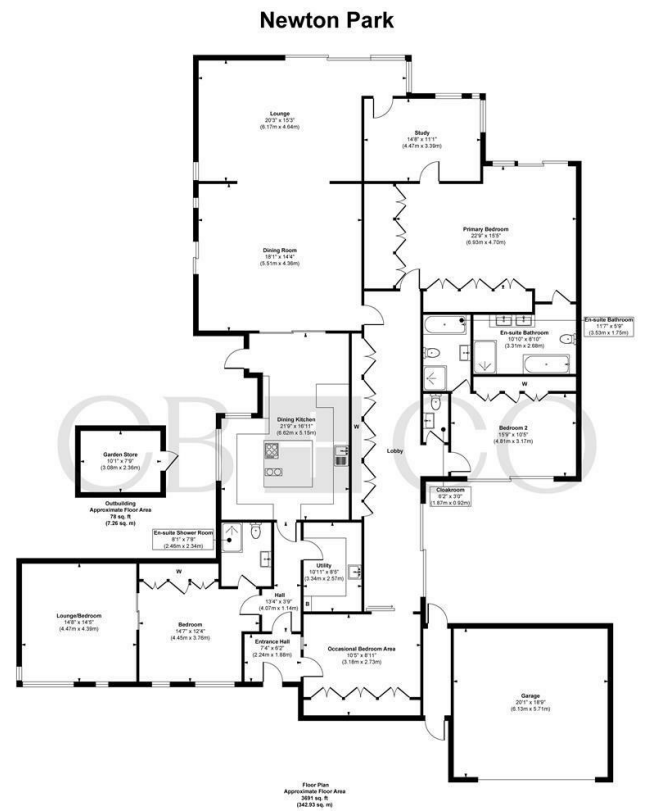 Newton Park
Lounge
20'3" x 15'3"
(6.17m x 4.64m)
Study
14'8" x 11'1"
(4.47m x 3.39m)
Primary Bedroom
22'9" x 15'5"
(6.93m x 4.70m)
Dining Room
18'1" x 14'4"
(5.51m x 4.36m)
En-suite Bathroom
11'7" x 5'9"
(3.53m x 1.75m)
En-suite Bathroom
10'10" x 8'10"
(3.31m x 2.68m)
W
Dining Kitchen
21'9" x 16'11"
(6.62m x 5.15m)
W
Bedroom 2
15'9" x 10'5"
(4.81m x 3.17m)
CBHCO
Lobby
Garden Store
10'1" x 7'9"
(3.08m x 2.36m)
Cloakroom
6'2" x 3'0"
(1.87m x 0.92m)
Outbuilding
Approximate Floor Area
78 sq. ft
(7.26 sq. m)
En-suite Shower Room
8'1" x 7'8"
(2.46m x 2.34m)
Utility
10'11" x 8'5"
(3.34m x 2.57m)
W
B
Hall
13'4" x 3'9"
(4.07m x 1.14m)
Lounge/Bedroom
14'8" x 14'5"
(4.47m x 4.39m)
Bedroom
14'7" x 12'4"
(4.45m x 3.76m)
Entrance Hall
7'4" x 6'2"
(2.24m x 1.88m)
Occasional Bedroom Area
10'5" x 8'11"
(3.18m x 2.73m)
Garage
20'1" x 18'9"
(6.13m x 5.71m)
Floor Plan
Approximate Floor Area
3691 sq. ft
(342.93 sq. m)